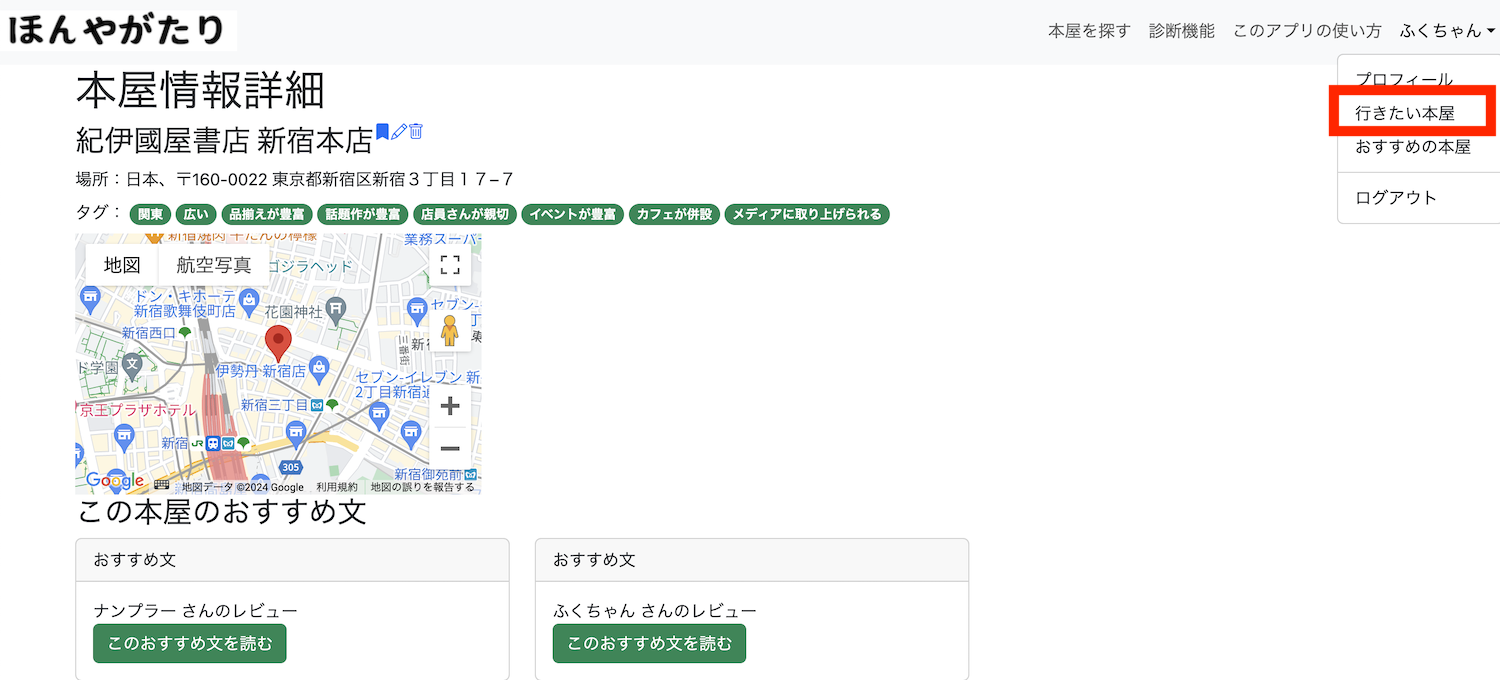 ほんやがたり
本屋を探す 診断機能 このアプリの使い方 ふくちゃん
プロフィール
行きたい本屋
おすすめの本屋
ログアウト
本屋情報詳細
紀伊國屋書店 新宿本店
場所：日本、〒160-0022 東京都新宿区新宿３丁目１７−７
タグ： 関東 広い 品揃えが豊富 話題作が豊富 店員さんが親切 イベントが豊富 カフェが併設 メディアに取り上げられる
業務スーパー
地図 航空写真 ゴジラヘッド
ドン・キホーテ
新宿歌舞伎町店
花園神社
セブン-
新宿西口
三番街
ド学園
伊勢丹 新宿店
セブン-イレブン 新
2丁目新宿
京王プラザホテル
新宿三丁目
新宿 JR
305
新宿御苑前
Google 地図データ ©2024 Google 利用規約 地図の誤りを報告する
この本屋のおすすめ文
おすすめ文
ナンプラー さんのレビュー
このおすすめ文を読む
おすすめ文
ふくちゃん さんのレビュー
このおすすめ文を読む